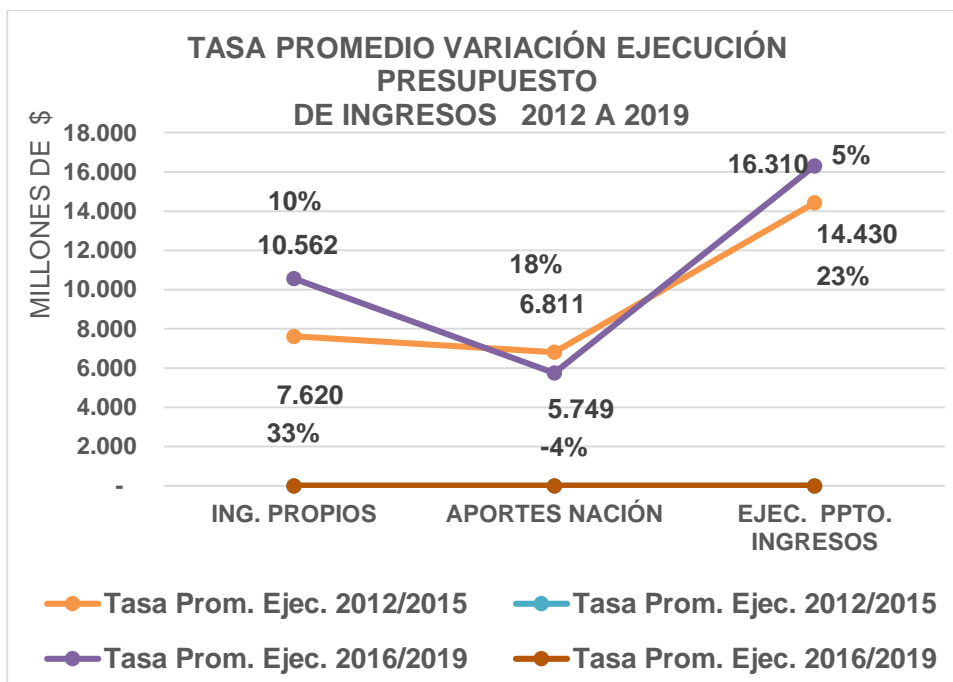 TASA PROMEDIO VARIACIÓN EJECUCIÓN
PRESUPUESTO
DE INGRESOS 2012 A 2019
MILLONES DE $
18.000
16.000
14.000
12.000
10.000
8.000
6.000
4.000
2.000
-
10%
10.562
7.620
33%
18%
6.811
5.749
-4%
16.310
5%
14.430
23%
ING. PROPIOS
APORTES NACIÓN
EJEC. PPTO.
INGRESOS
Tasa Prom. Ejec. 2012/2015
Tasa Prom. Ejec. 2012/2015
Tasa Prom. Ejec. 2016/2019
Tasa Prom. Ejec. 2016/2019